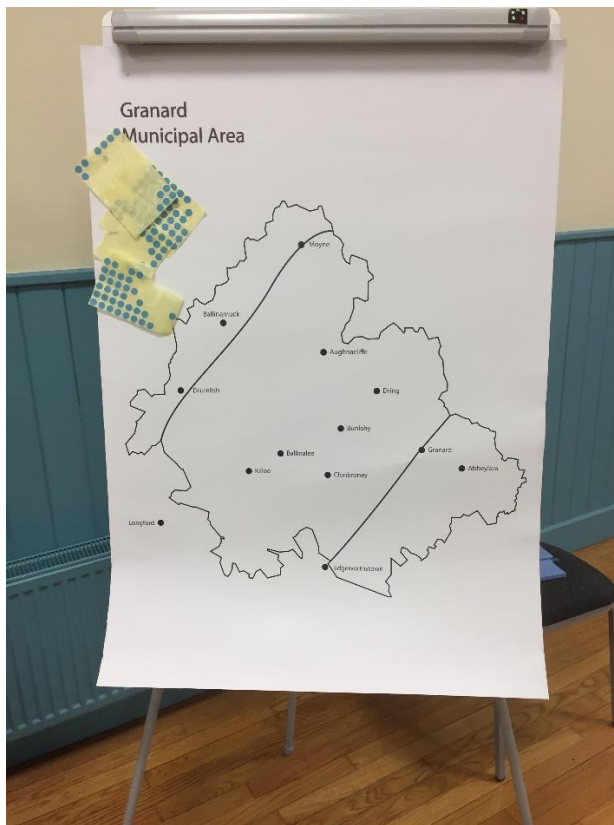 Granard
Municipal Area
Moyne
Ballinamuck
Aughnacliffe
Drumlish
Dring
Bunlahy
Granard
Ballinalee
Abbeylara
Killoe
Clonbroney
Longford
Edgeworthstown